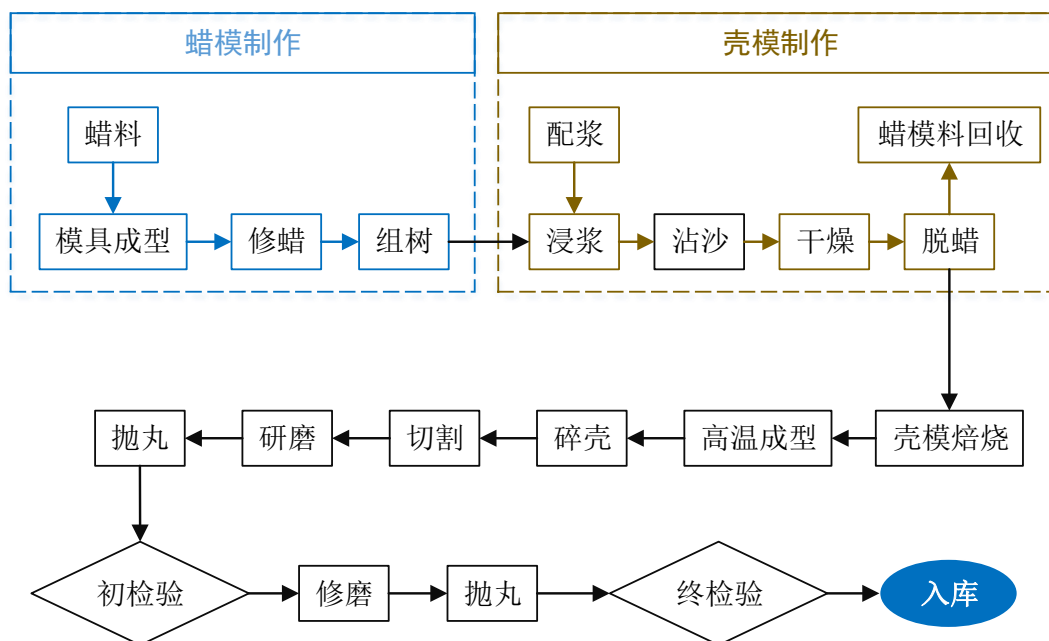 蜡模制作
壳模制作
蜡料
配浆
蜡模料回收
模具成型
修蜡
组树
浸浆
沾沙
干燥
脱蜡
抛丸
研磨
切割
碎壳
高温成型
壳模焙烧
初检验
修磨
抛丸
终检验
入库